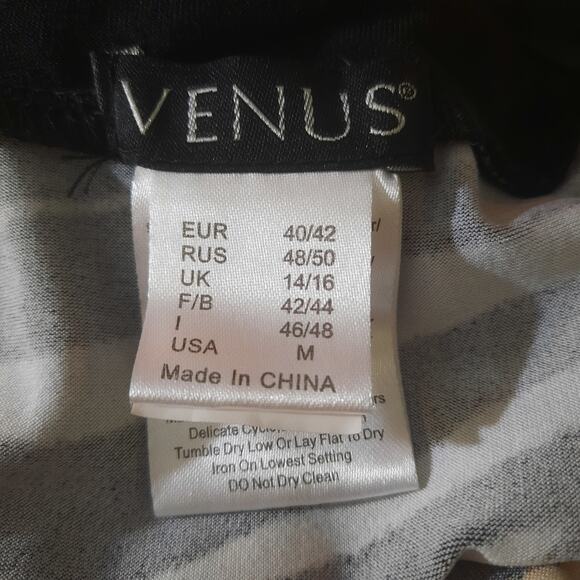 VENUS®
EUR 40/42
RUS 48/50
UK 14/16
F/B 42/44
I 46/48
USA M
Made In CHINA
Delicate
Tumble Dry Low Or Lay Flat To Dry
Iron On Lowest Setting
DO Not Dry Clean